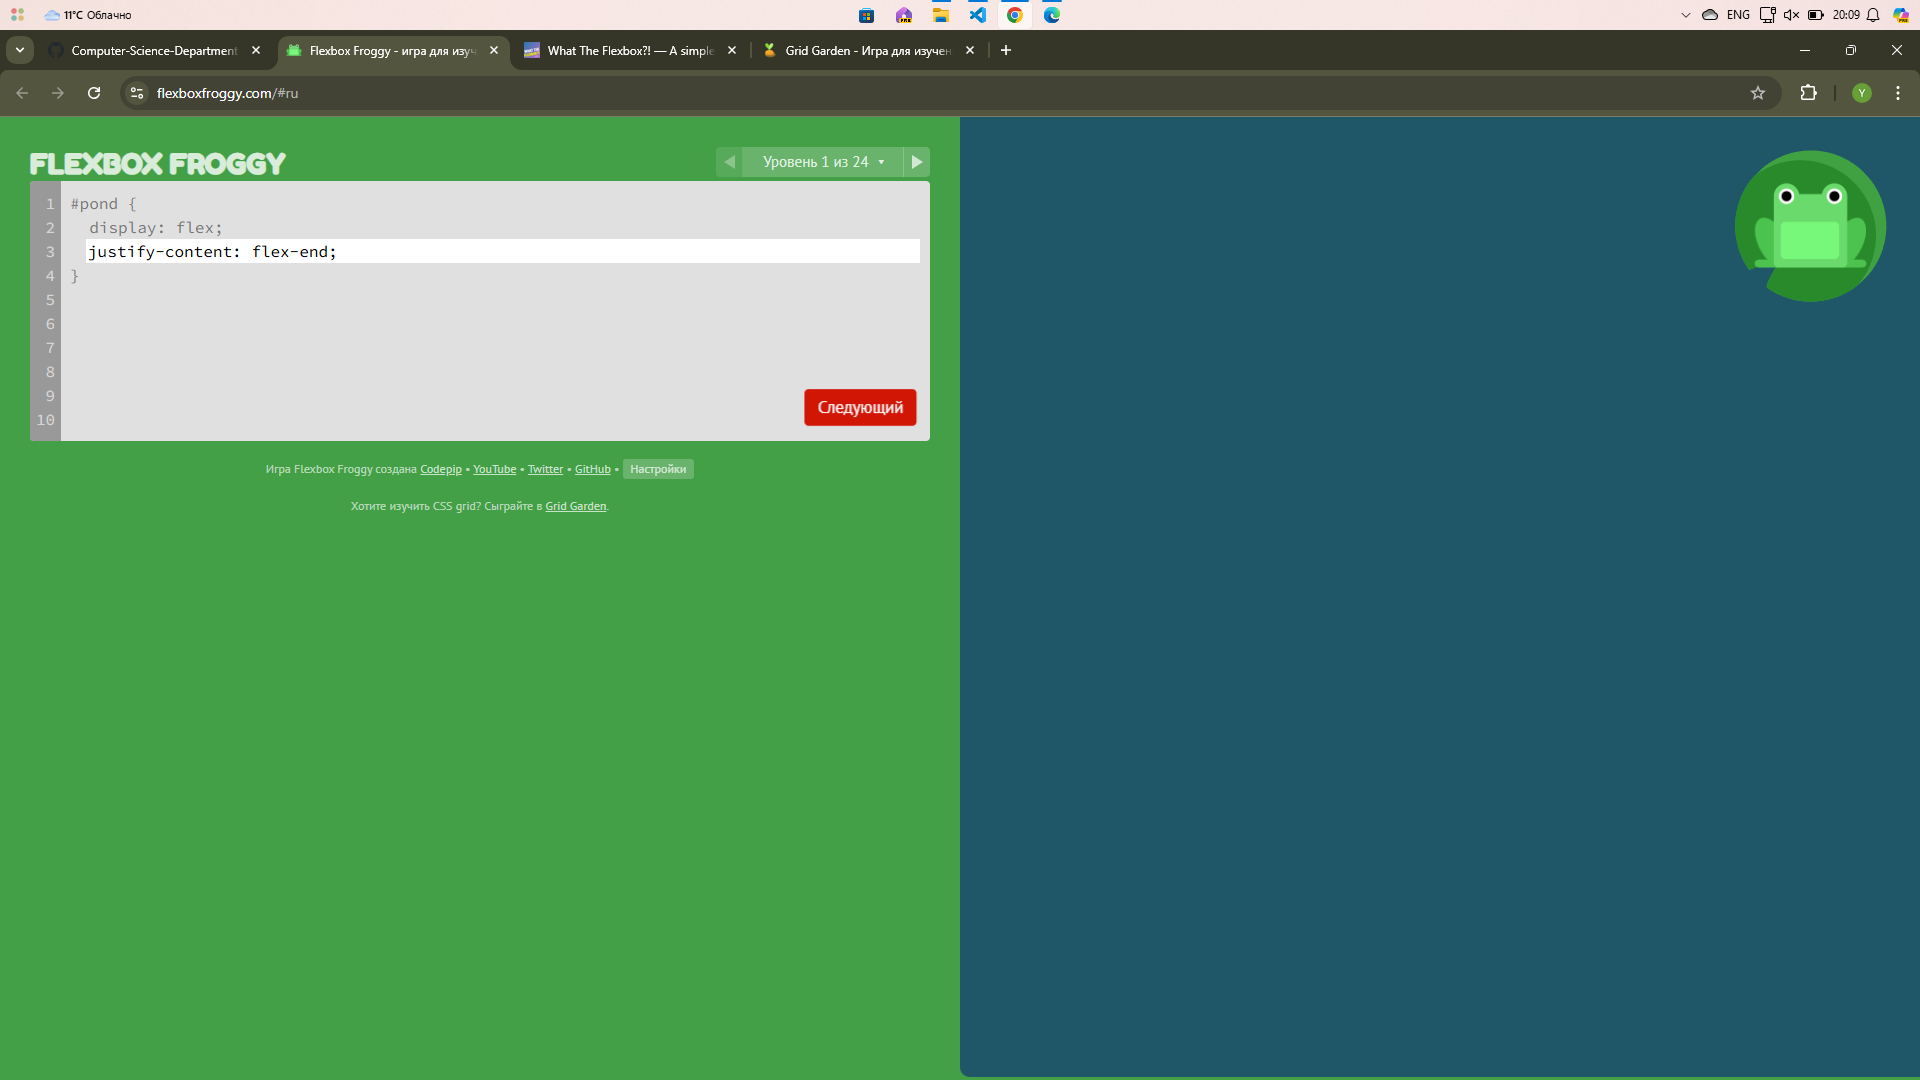 11°C Облачно
ENG
20:09
Computer-Science-Department
Flexbox Froggy - игра для изуч
What The Flexbox?! — A simple
Grid Garden - Игра для изучен
flexboxfroggy.com/#ru
Y
FLEXBOX FROGGY
Уровень 1 из 24
1 #pond {
2 display: flex;
3 justify-content: flex-end;
4 }
5
6
7
8
9
10
Следующий
Игра Flexbox Froggy создана Codepip • YouTube • Twitter • GitHub • Настройки
Хотите изучить CSS grid? Сыграйте в Grid Garden.